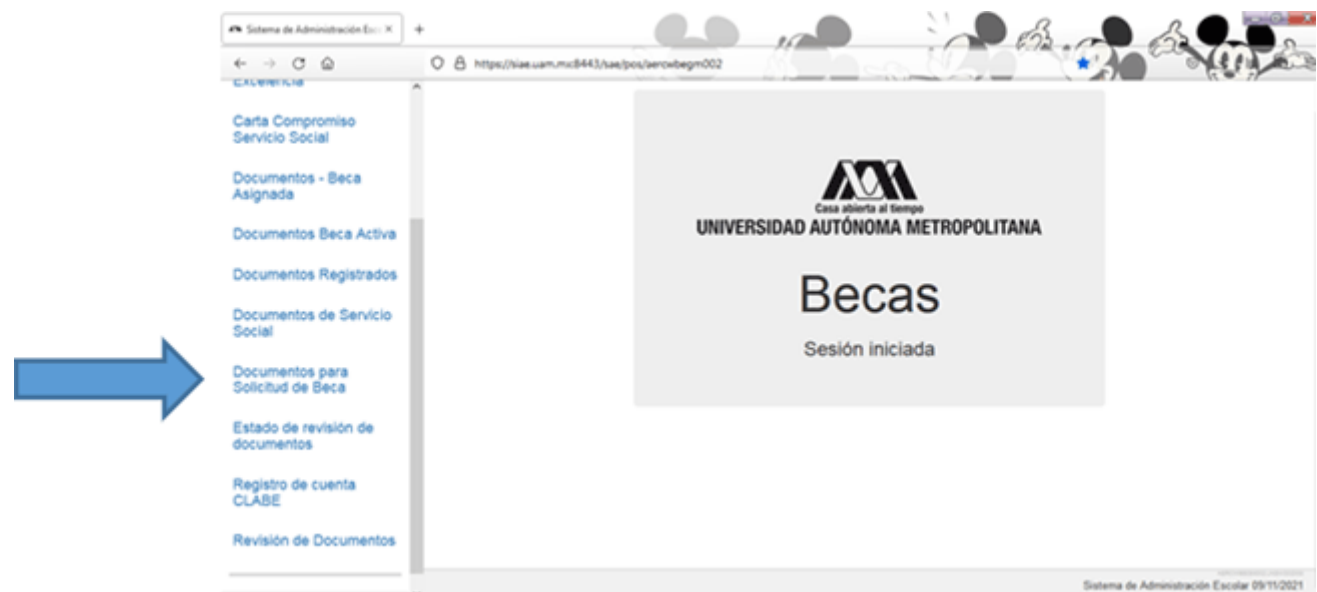 Sistema de Administración Esco
https://siae.uam.mx:8443/sae/pos/aercwbegm002
Excelencia
Carta Compromiso
Servicio Social
Documentos - Beca
Asignada
Documentos Beca Activa
Documentos Registrados
Documentos de Servicio
Social
Documentos para
Solicitud de Beca
Estado de revisión de
documentos
Registro de cuenta
CLABE
Revisión de Documentos
Casa abierta al tiempo
UNIVERSIDAD AUTÓNOMA METROPOLITANA
Becas
Sesión iniciada
Sistema de Administración Escolar 09/11/2021